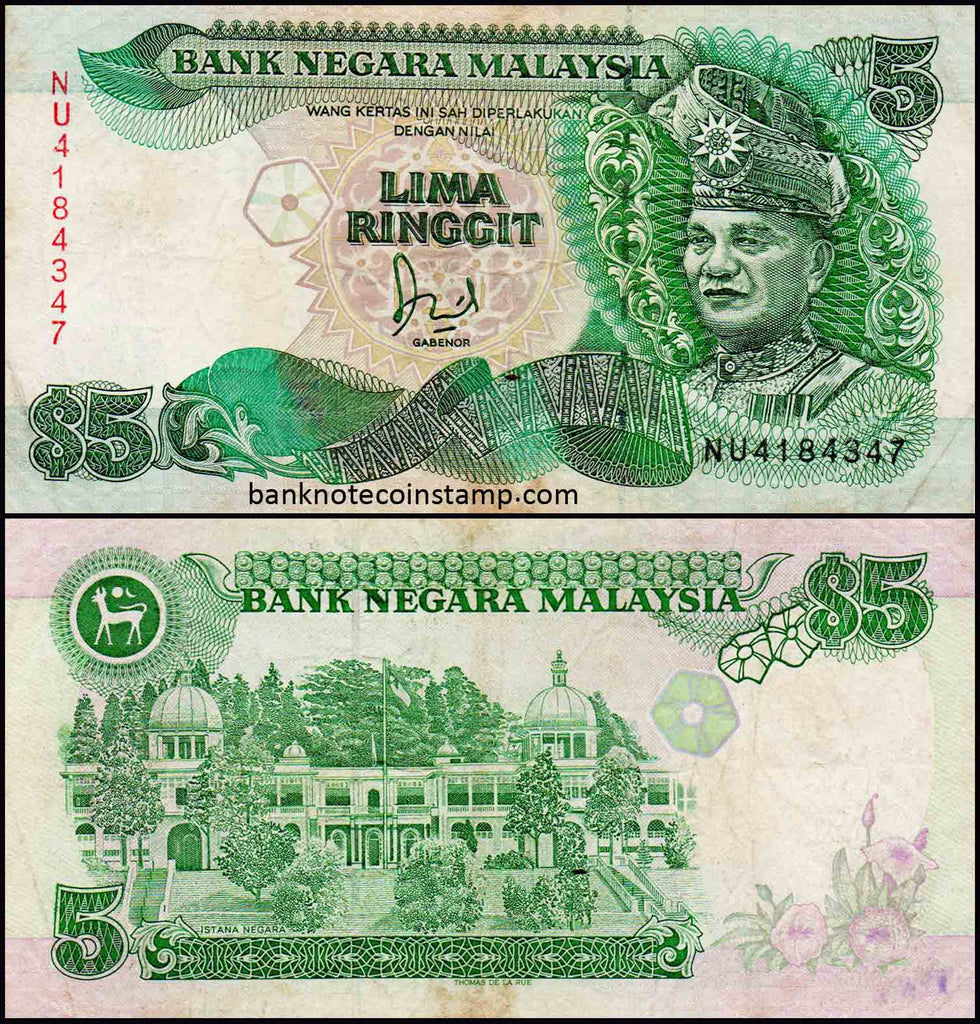 BANK NEGARA MALAYSIA
5
NU4184347
WANG KERTAS INI SAH DIPERLAKUKAN
DENGAN NILAI
LIMA
RINGGIT
GABENOR
$5
NU4184347
banknotecoinstamp.com
BANK NEGARA MALAYSIA
$5
5
ISTANA NEGARA
THOMAS DE LA RUE